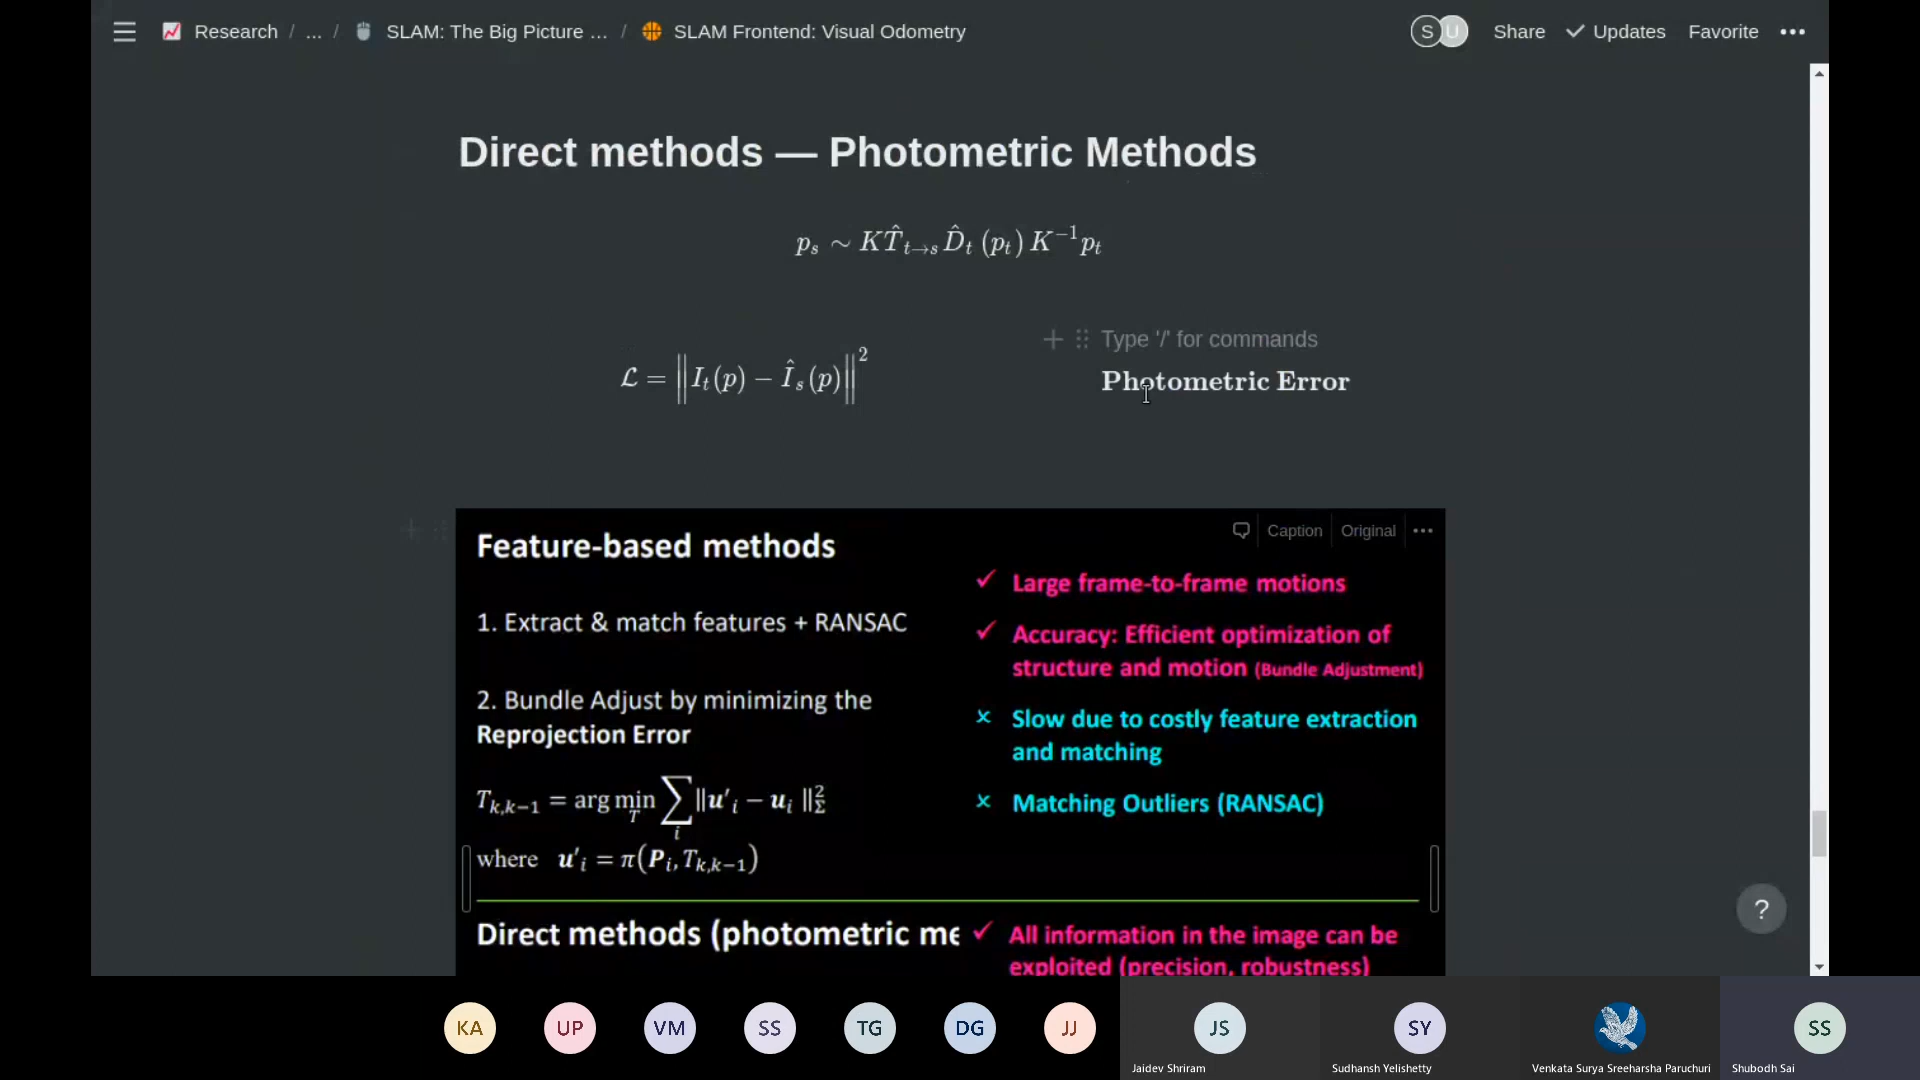 Research / ... / SLAM: The Big Picture ... / SLAM Frontend: Visual Odometry
S U Share Updates Favorite •••
Direct methods — Photometric Methods
p_s ∼ K T̂_{t→s} D̂_t (p_t) K^{-1} p_t
Type '/' for commands
ℒ = ‖I_t(p) − Î_s(p)‖²
Photometric Error
Caption Original •••
Feature-based methods
1. Extract & match features + RANSAC
2. Bundle Adjust by minimizing the
Reprojection Error
T_{k,k−1} = arg min_T ∑_i ‖u'_i − u_i‖²_Σ
where u'_i = π(P_i, T_{k,k−1})
✓ Large frame-to-frame motions
✓ Accuracy: Efficient optimization of
structure and motion (Bundle Adjustment)
× Slow due to costly feature extraction
and matching
× Matching Outliers (RANSAC)
Direct methods (photometric me
✓ All information in the image can be
exploited (precision, robustness)
?
KA UP VM SS TG DG JJ JS SY SS
Jaidev Shriram
Sudhansh Yelishetty
Venkata Surya Sreeharsha Paruchuri
Shubodh Sai